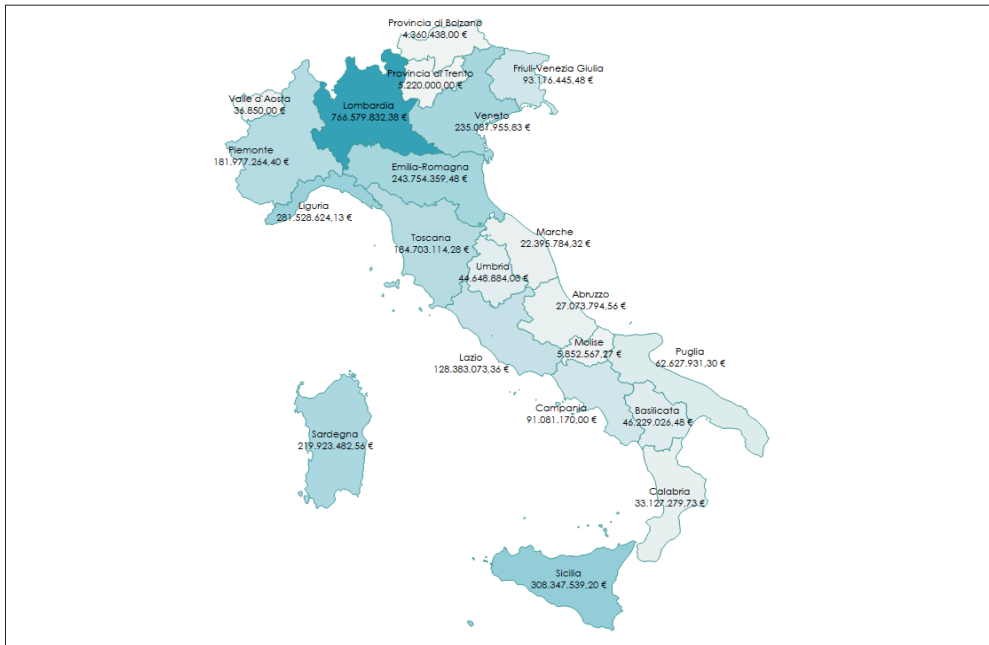 Provincia di Bolzano
4.360.438,00 €
Provincia di Trento
5.220.000,00 €
Friuli-Venezia Giulia
93.176.445,48 €
Valle d'Aosta
36.850,00 €
Lombardia
766.579.832,38 €
Veneto
235.081.955,83 €
Piemonte
181.977.264,40 €
Emilia-Romagna
243.754.359,48 €
Liguria
281.528.624,13 €
Toscana
184.703.114,28 €
Marche
22.395.784,32 €
Umbria
44.648.884,03 €
Abruzzo
27.073.794,56 €
Lazio
128.383.073,36 €
Molise
5.852.567,27 €
Puglia
62.627.931,30 €
Campania
91.081.170,00 €
Basilicata
46.229.026,48 €
Sardegna
219.923.482,56 €
Calabria
33.127.279,73 €
Sicilia
308.347.539,20 €